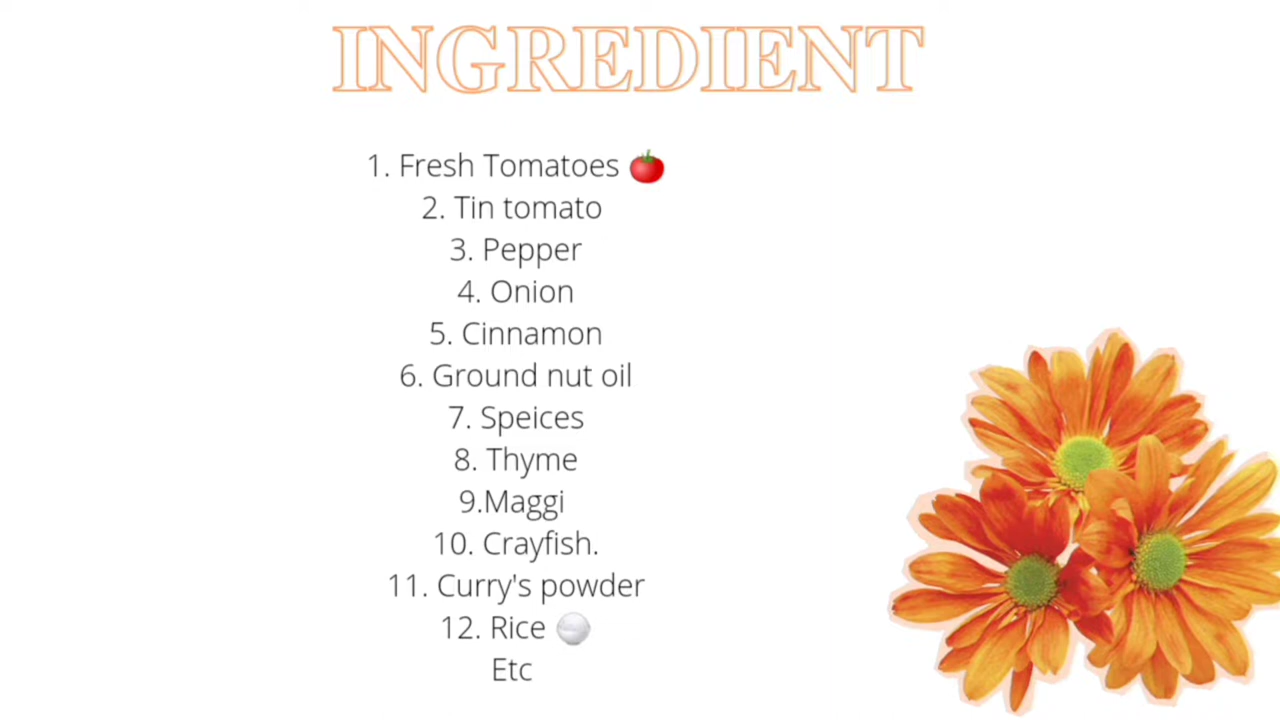 INGREDIENT
1. Fresh Tomatoes 🍅
2. Tin tomato
3. Pepper
4. Onion
5. Cinnamon
6. Ground nut oil
7. Speices
8. Thyme
9.Maggi
10. Crayfish.
11. Curry's powder
12. Rice
Etc